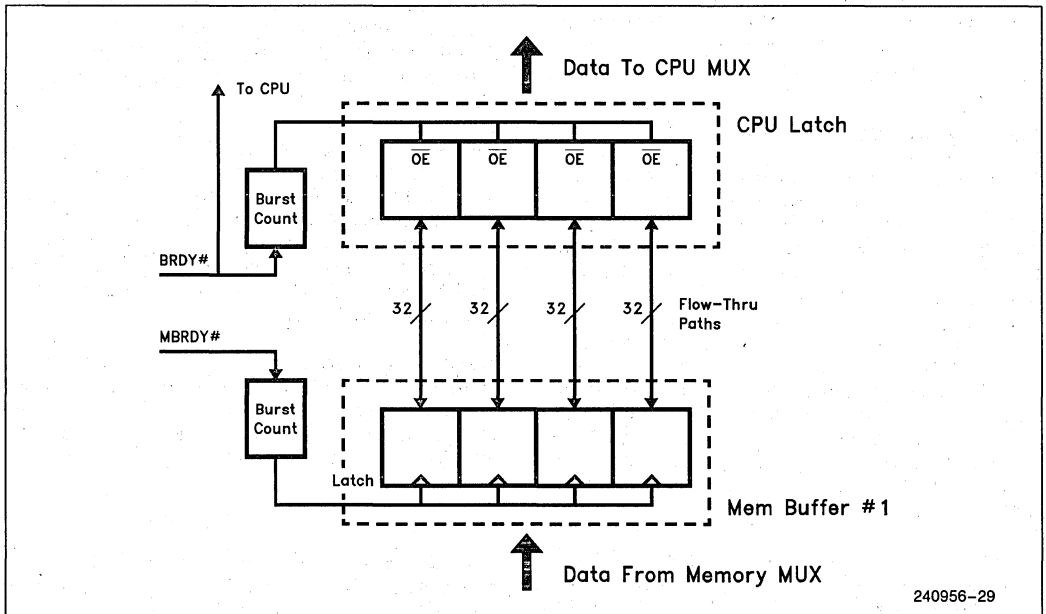 Data To CPU MUX
To CPU
CPU Latch
OE OE OE OE
Burst
Count
BRDY#
32 32 32 32 Flow-Thru
Paths
MBRDY#
Burst
Count
Latch
Mem Buffer #1
Data From Memory MUX
240956-29